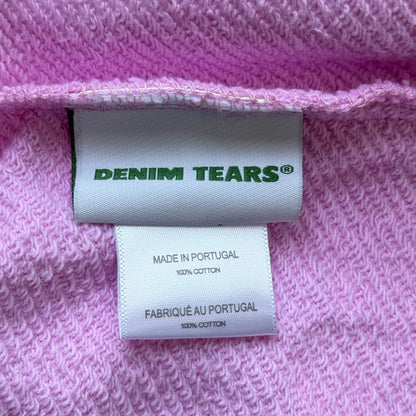 DENIM TEARS®
MADE IN PORTUGAL
100% COTTON
FABRIQUÉ AU PORTUGAL
100% COTTON